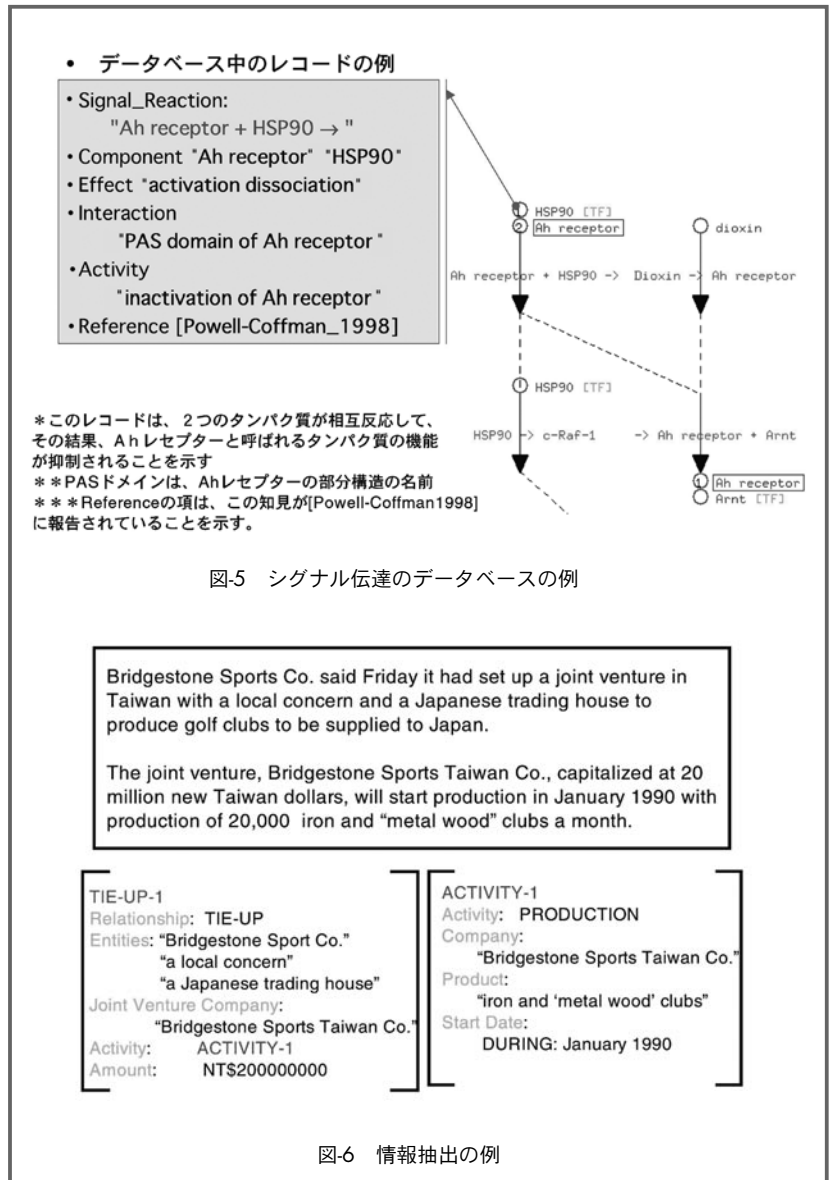 • データベース中のレコードの例
• Signal_Reaction:
"Ah receptor + HSP90 → "
• Component "Ah receptor" "HSP90"
• Effect "activation dissociation"
• Interaction
"PAS domain of Ah receptor "
• Activity
"inactivation of Ah receptor "
• Reference [Powell-Coffman_1998]
1 HSP90 [TF]
2 Ah receptor
dioxin
Ah receptor + HSP90 ->
Dioxin -> Ah receptor
1 HSP90 [TF]
HSP90 -> c-Raf-1
-> Ah receptor + Arnt
1 Ah receptor
Arnt [TF]
＊このレコードは、２つのタンパク質が相互反応して、
その結果、Ａｈレセプターと呼ばれるタンパク質の機能
が抑制されることを示す
＊＊PASドメインは、Ahレセプターの部分構造の名前
＊＊＊Referenceの項は、この知見が[Powell-Coffman1998]
に報告されていることを示す。
図-5 シグナル伝達のデータベースの例
Bridgestone Sports Co. said Friday it had set up a joint venture in
Taiwan with a local concern and a Japanese trading house to
produce golf clubs to be supplied to Japan.
The joint venture, Bridgestone Sports Taiwan Co., capitalized at 20
million new Taiwan dollars, will start production in January 1990 with
production of 20,000 iron and “metal wood” clubs a month.
TIE-UP-1
Relationship: TIE-UP
Entities: “Bridgestone Sport Co.”
“a local concern”
“a Japanese trading house”
Joint Venture Company:
“Bridgestone Sports Taiwan Co.”
Activity: ACTIVITY-1
Amount: NT$200000000
ACTIVITY-1
Activity: PRODUCTION
Company:
“Bridgestone Sports Taiwan Co.”
Product:
“iron and ‘metal wood’ clubs”
Start Date:
DURING: January 1990
図-6 情報抽出の例